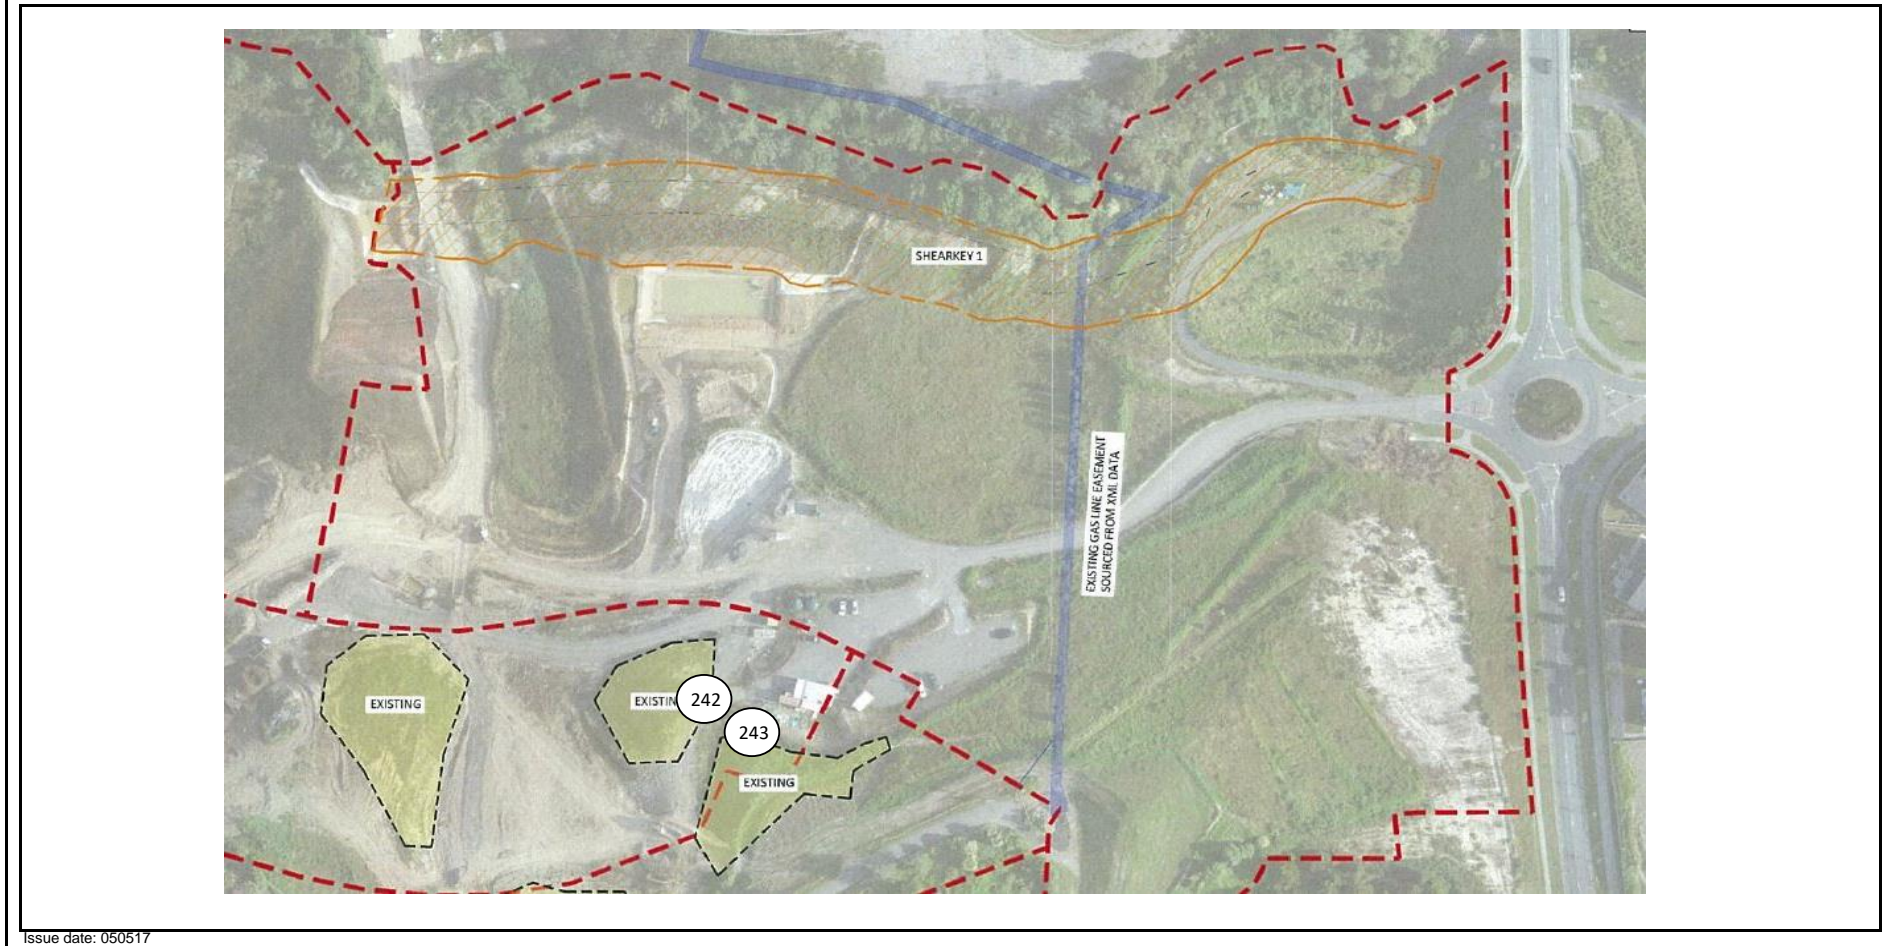 SHEARKEY 1
EXISTING GAS LINE EASEMENT
SOURCED FROM XML DATA
EXISTING
EXISTIN
242
243
EXISTING
Issue date: 050517